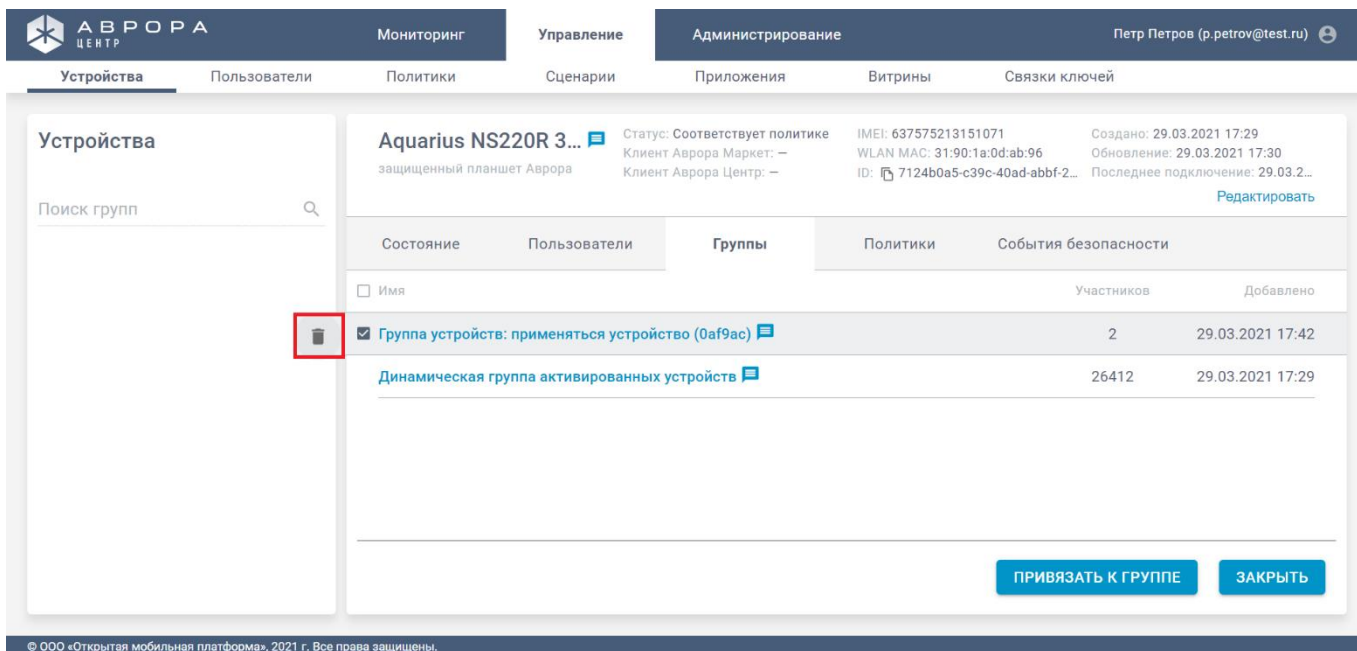 АВРОРА
ЦЕНТР
Мониторинг Управление Администрирование Петр Петров (p.petrov@test.ru)
Устройства Пользователи Политики Сценарии Приложения Витрины Связки ключей
Устройства
Поиск групп
Aquarius NS220R 3...
защищенный планшет Аврора
Статус: Соответствует политике
Клиент Аврора Маркет: —
Клиент Аврора Центр: —
IMEI: 637575213151071
WLAN MAC: 31:90:1a:0d:ab:96
ID: 7124b0a5-c39c-40ad-abbf-2...
Создано: 29.03.2021 17:29
Обновление: 29.03.2021 17:30
Последнее подключение: 29.03.2...
Редактировать
Состояние Пользователи Группы Политики События безопасности
Имя Участников Добавлено
Группа устройств: применяться устройство (0af9ac) 2 29.03.2021 17:42
Динамическая группа активированных устройств 26412 29.03.2021 17:29
ПРИВЯЗАТЬ К ГРУППЕ ЗАКРЫТЬ
© ООО «Открытая мобильная платформа», 2021 г. Все права защищены.